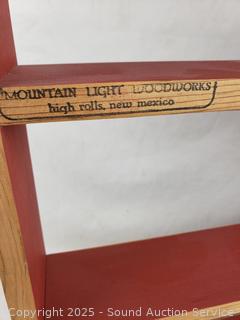 MOUNTAIN LIGHT WOODWORKS
high rolls, new mexico
Copyright 2025 - Sound Auction Service